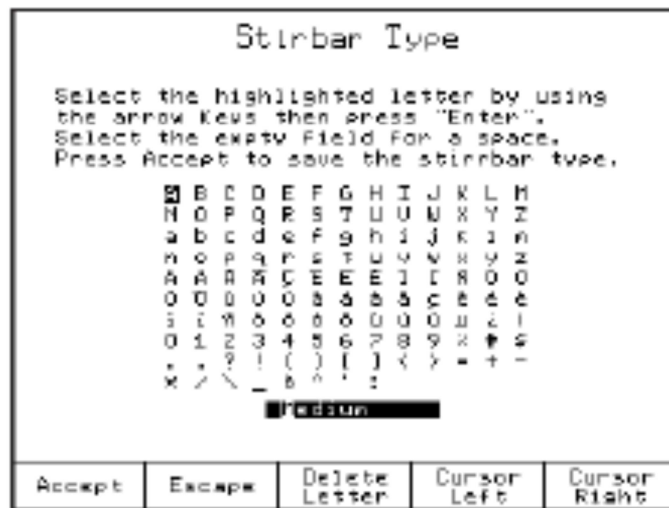 Stirbar Type
Select the highlighted letter by using
the arrow Keys then press "Enter".
Select the empty field for a space.
Press Accept to save the stirrbar type.
A B C D E F G H I J K L M
N O P Q R S T U V W X Y Z
a b c d e f g h i j k l m
n o p q r s t u v w x y z
0 1 2 3 4 5 6 7 8 9
Medium
Accept
Escape
Delete
Letter
Cursor
Left
Cursor
Right